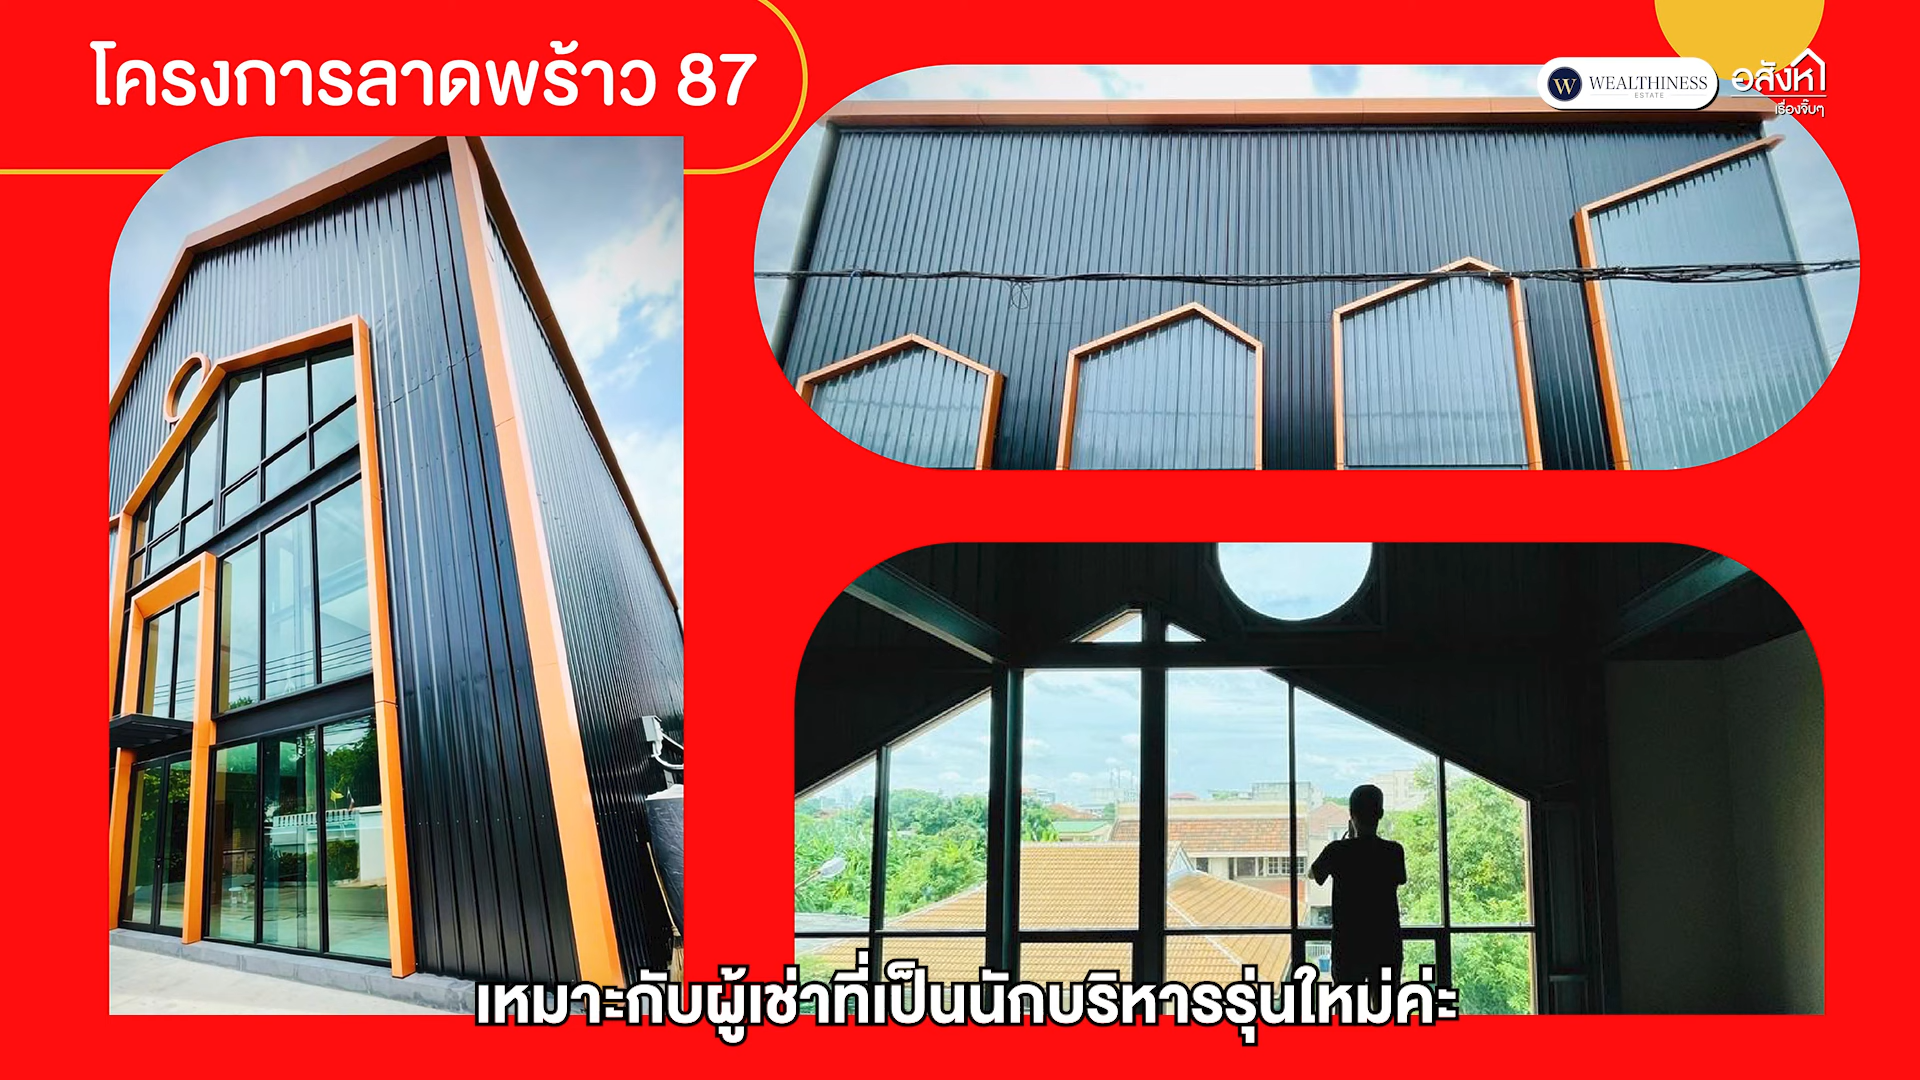 โครงการลาดพร้าว 87
W WEALTHINESS
ESTATE
อสังหา
เรื่องจิ๊บๆ
เหมาะกับผู้เช่าที่เป็นนักบริหารรุ่นใหม่ค่ะ